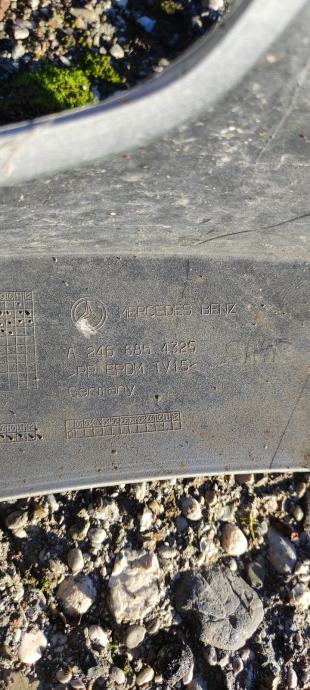 MERCEDES BENZ
A 246 885 4325
>PP EPDM TV15<
Germany